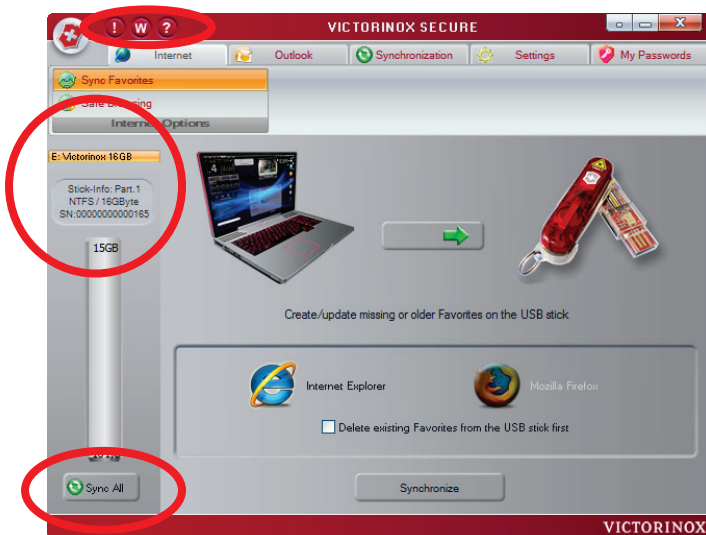 ! W ?
VICTORINOX SECURE
Internet
Outlook
Synchronization
Settings
My Passwords
Sync Favorites
Safe Browsing
Internet Options
E: Victorinox 16GB
Stick-Info: Part.1
NTFS / 16GByte
SN:00000000000165
15GB
Create/update missing or older Favorites on the USB stick
Internet Explorer
Mozilla Firefox
Delete existing Favorites from the USB stick first
Sync All
Synchronize
VICTORINOX